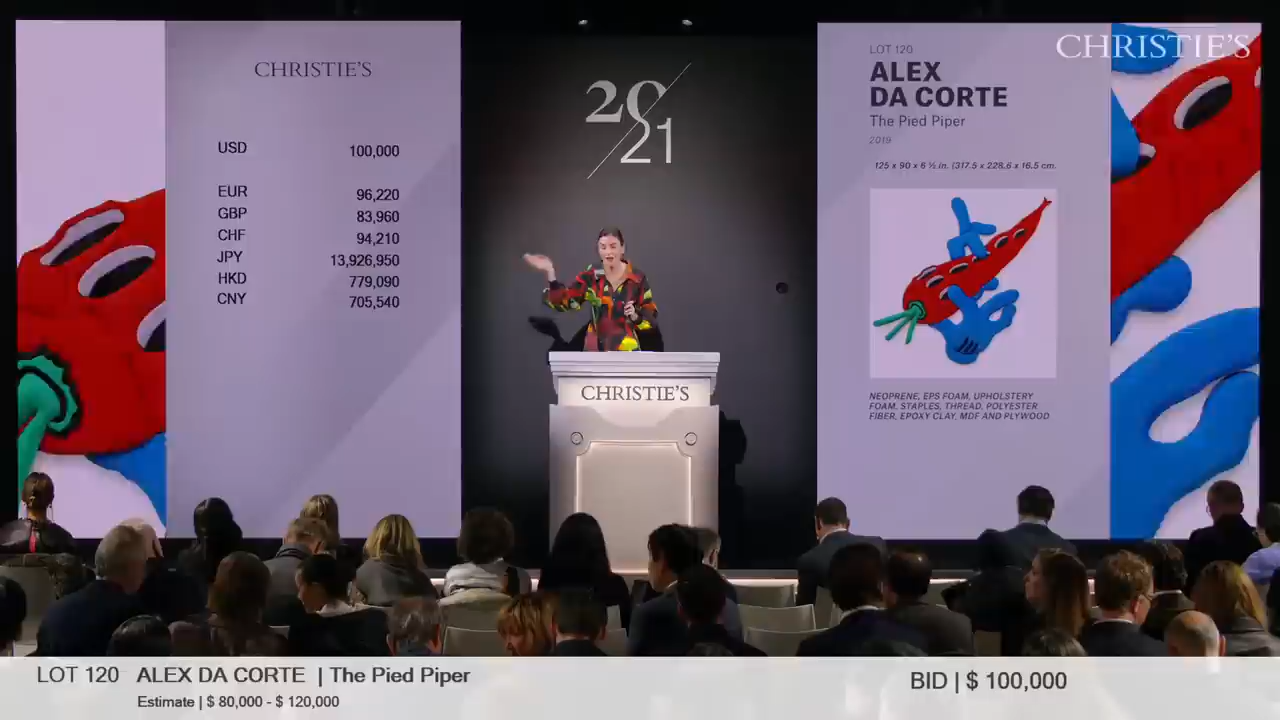 CHRISTIE'S
USD 100,000
EUR 96,220
GBP 83,960
CHF 94,210
JPY 13,926,950
HKD 779,090
CNY 705,540
20
21
CHRISTIE'S
LOT 120
ALEX
DA CORTE
The Pied Piper
2019
125 x 90 x 6 ½ in. (317.5 x 228.6 x 16.5 cm.
NEOPRENE, EPS FOAM, UPHOLSTERY
FOAM, STAPLES, THREAD, POLYESTER
FIBER, EPOXY CLAY, MDF AND PLYWOOD
CHRISTIE'S
LOT 120 ALEX DA CORTE | The Pied Piper
Estimate | $ 80,000 - $ 120,000
BID | $ 100,000